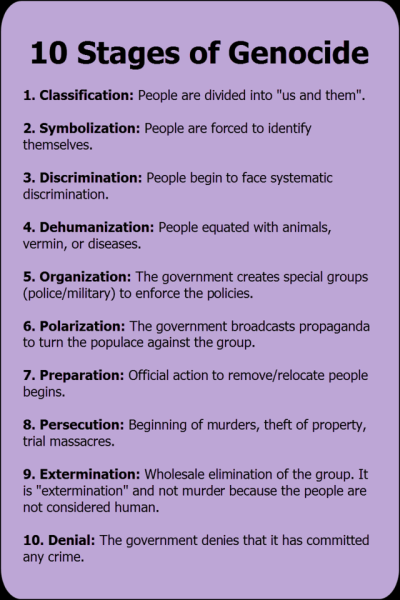 10 Stages of Genocide
1. Classification: People are divided into "us and them".
2. Symbolization: People are forced to identify
themselves.
3. Discrimination: People begin to face systematic
discrimination.
4. Dehumanization: People equated with animals,
vermin, or diseases.
5. Organization: The government creates special groups
(police/military) to enforce the policies.
6. Polarization: The government broadcasts propaganda
to turn the populace against the group.
7. Preparation: Official action to remove/relocate people
begins.
8. Persecution: Beginning of murders, theft of property,
trial massacres.
9. Extermination: Wholesale elimination of the group. It
is "extermination" and not murder because the people are
not considered human.
10. Denial: The government denies that it has committed
any crime.